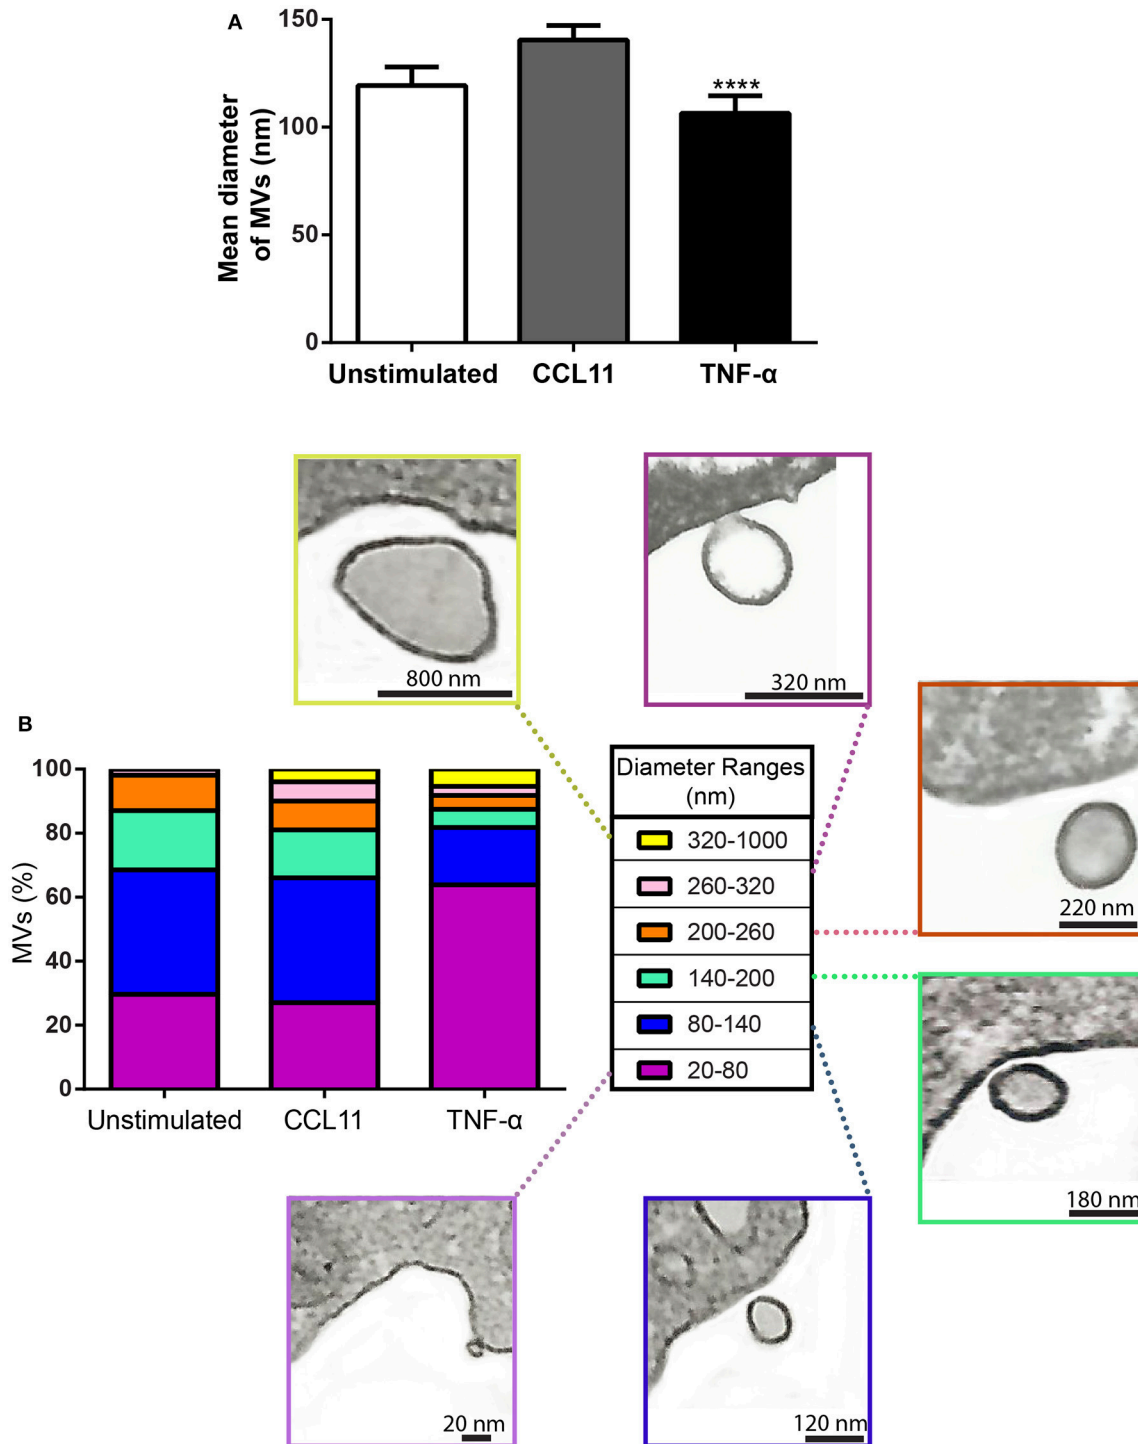 A
150
100
50
0
Mean diameter
of MVs (nm)
****
Unstimulated CCL11 TNF-α
800 nm
320 nm
220 nm
180 nm
B
100
80
60
40
20
0
MVs (%)
Unstimulated CCL11 TNF-α
Diameter Ranges
(nm)
320-1000
260-320
200-260
140-200
80-140
20-80
20 nm
120 nm